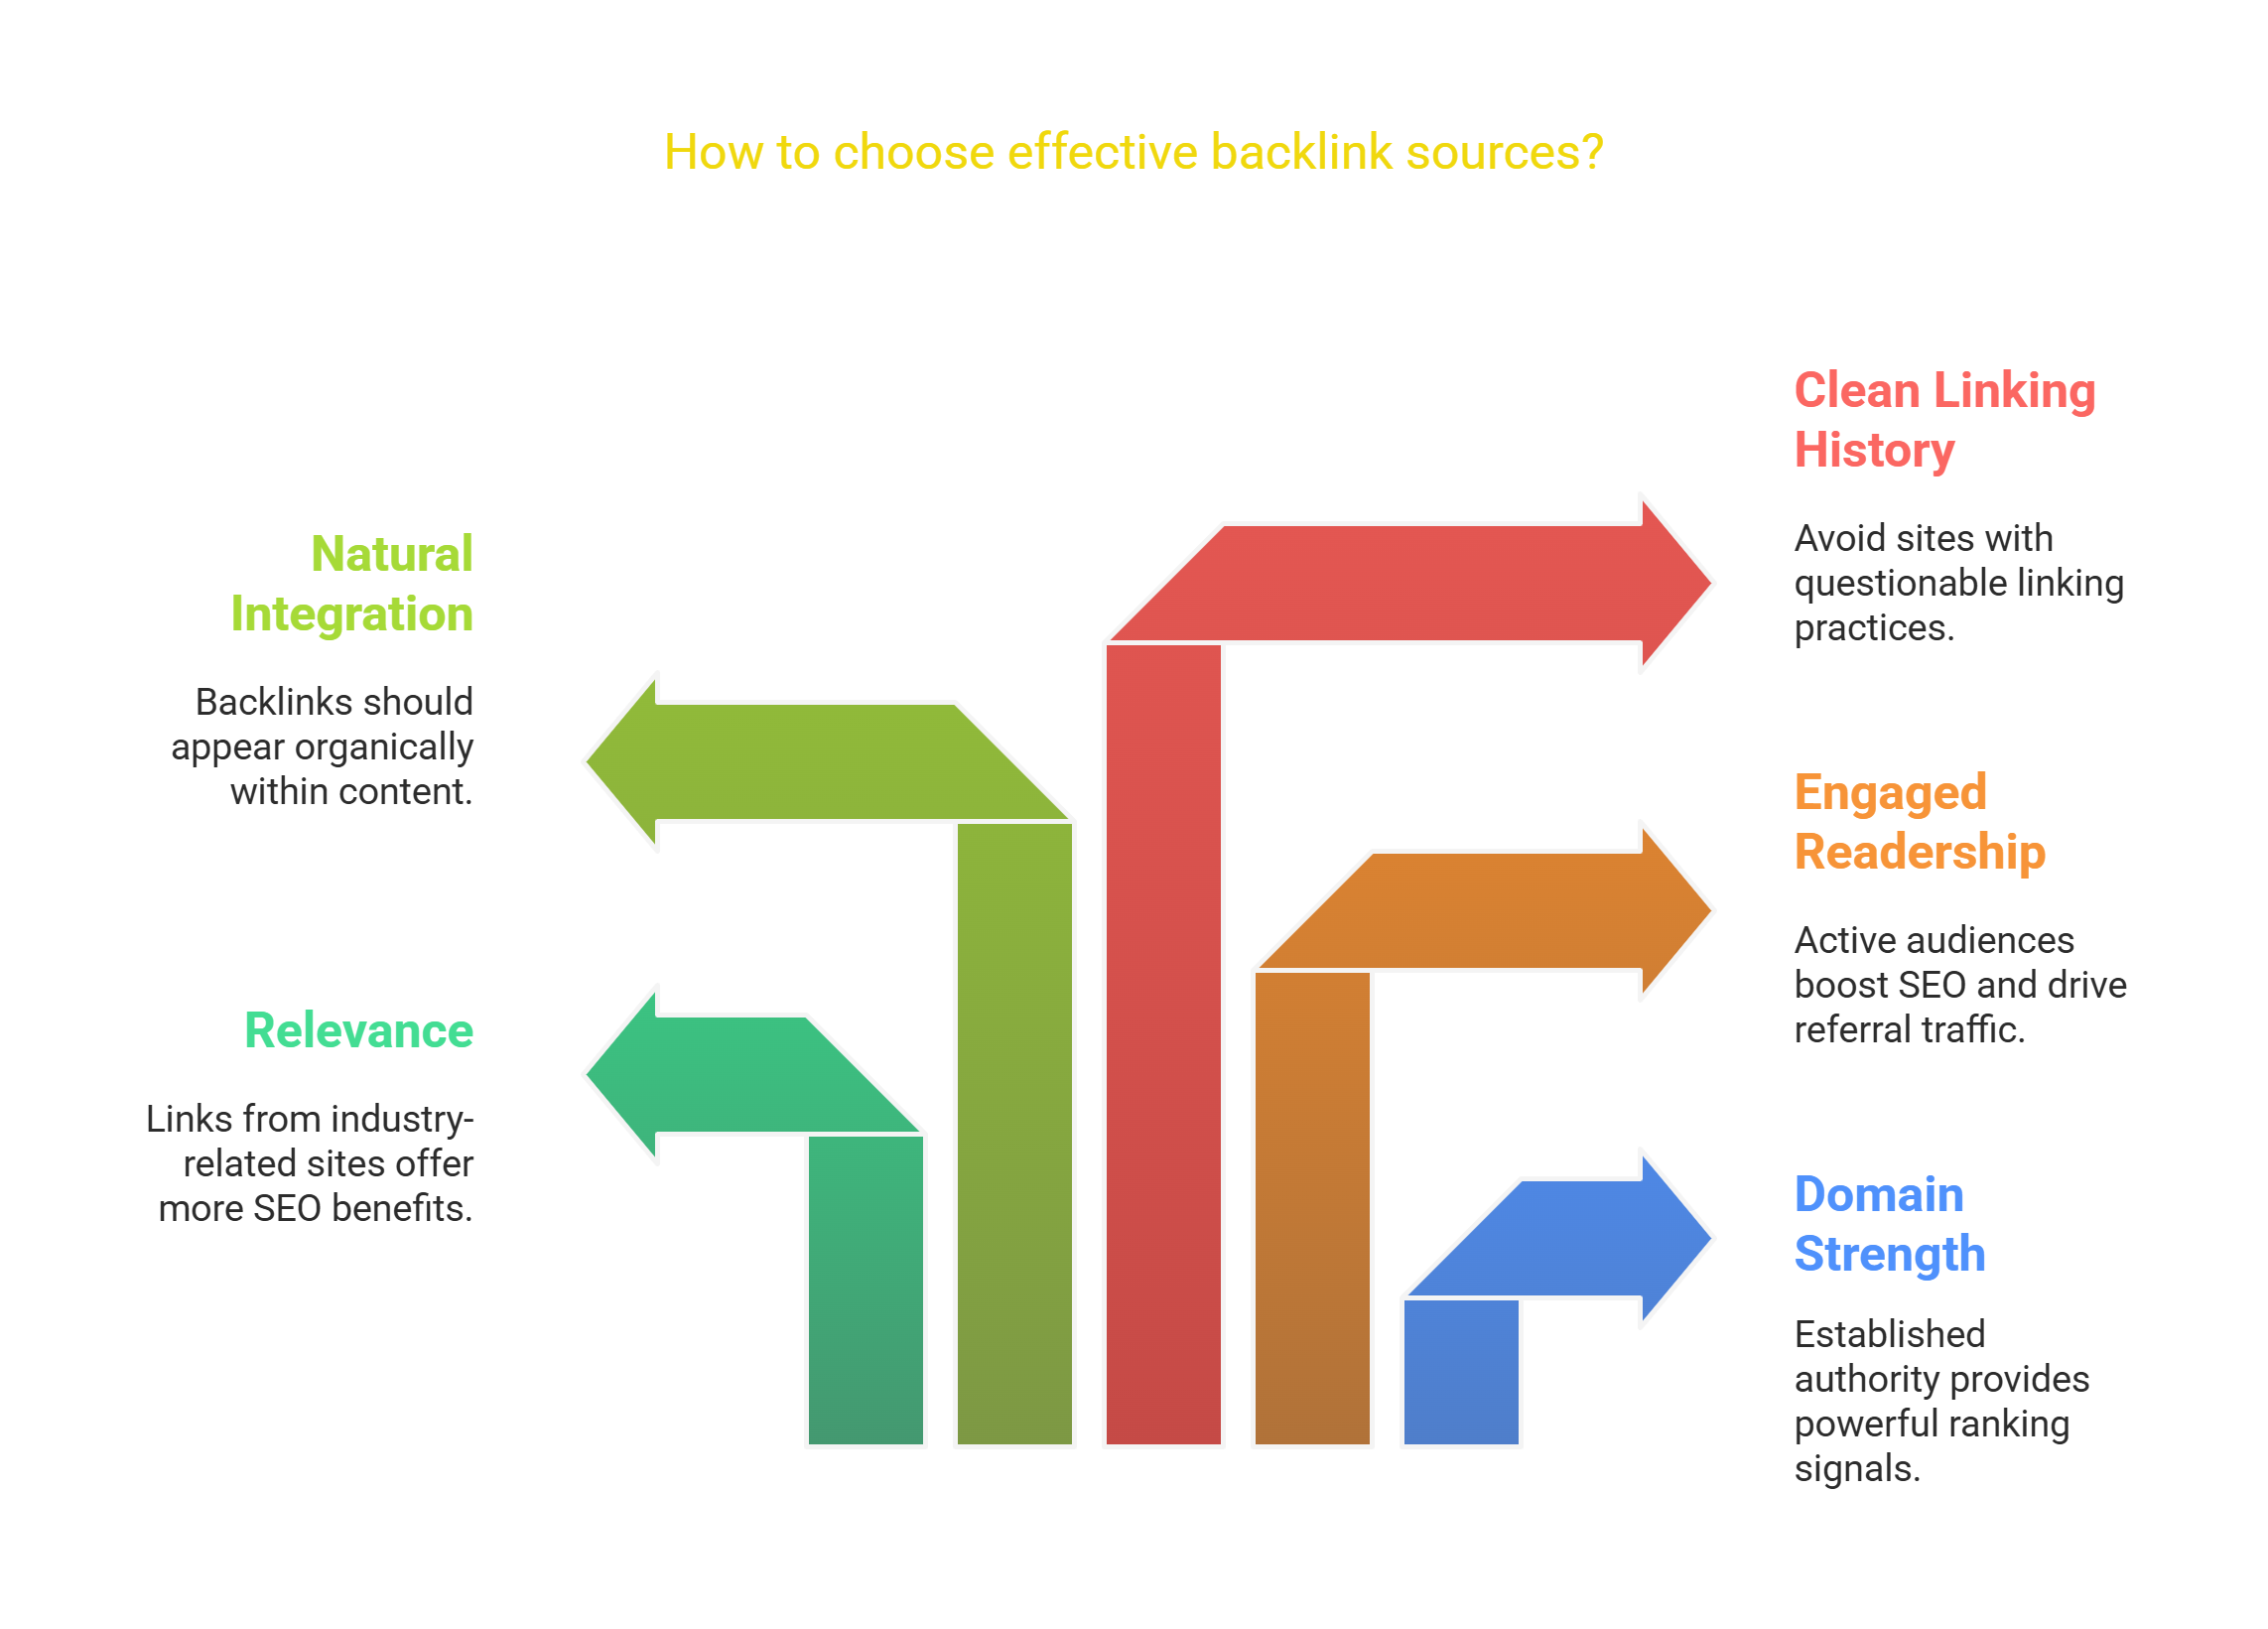 How to choose effective backlink sources?
Natural
Integration
Backlinks should
appear organically
within content.
Relevance
Links from industry-
related sites offer
more SEO benefits.
Clean Linking
History
Avoid sites with
questionable linking
practices.
Engaged
Readership
Active audiences
boost SEO and drive
referral traffic.
Domain
Strength
Established
authority provides
powerful ranking
signals.